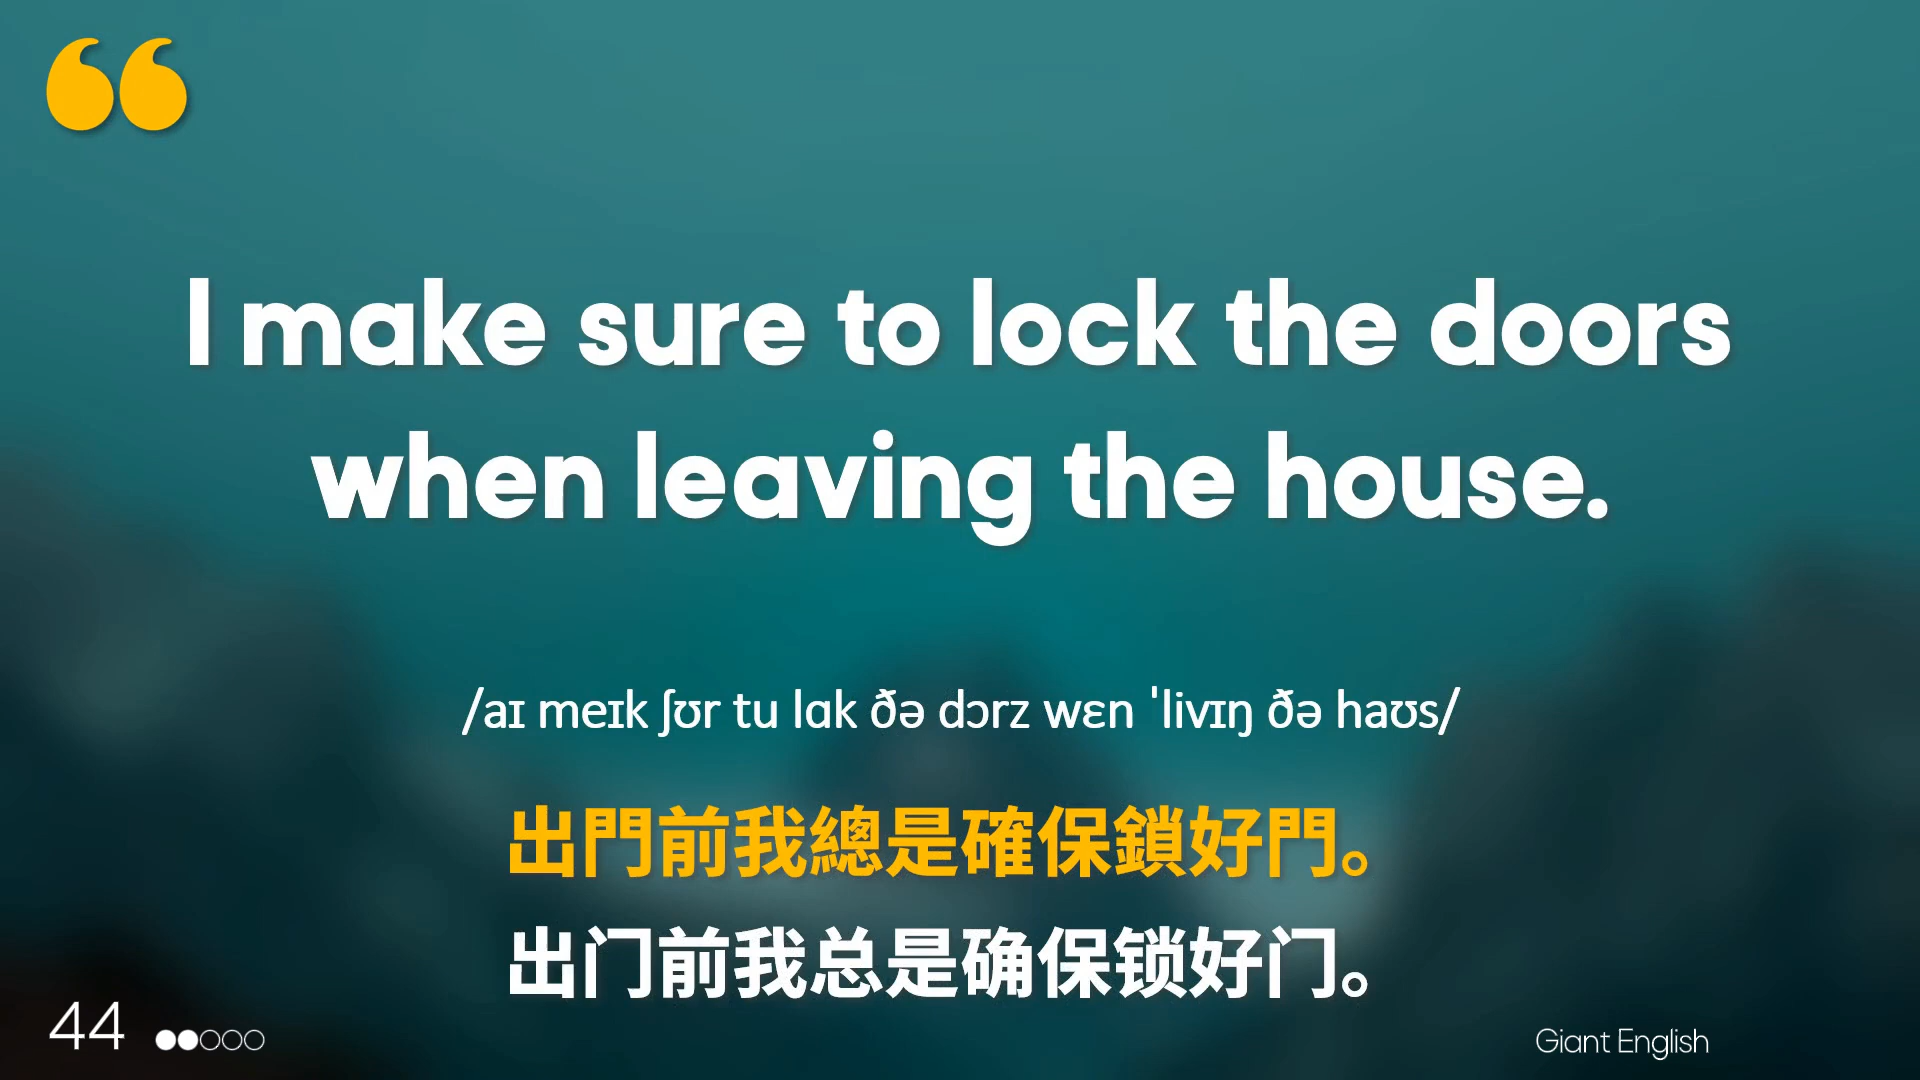 “
I make sure to lock the doors
when leaving the house.
/aɪ meɪk ʃʊr tu lɑk ðə dɔrz wɛn ˈlivɪŋ ðə haʊs/
出門前我總是確保鎖好門。
出门前我总是确保锁好门。
44
Giant English